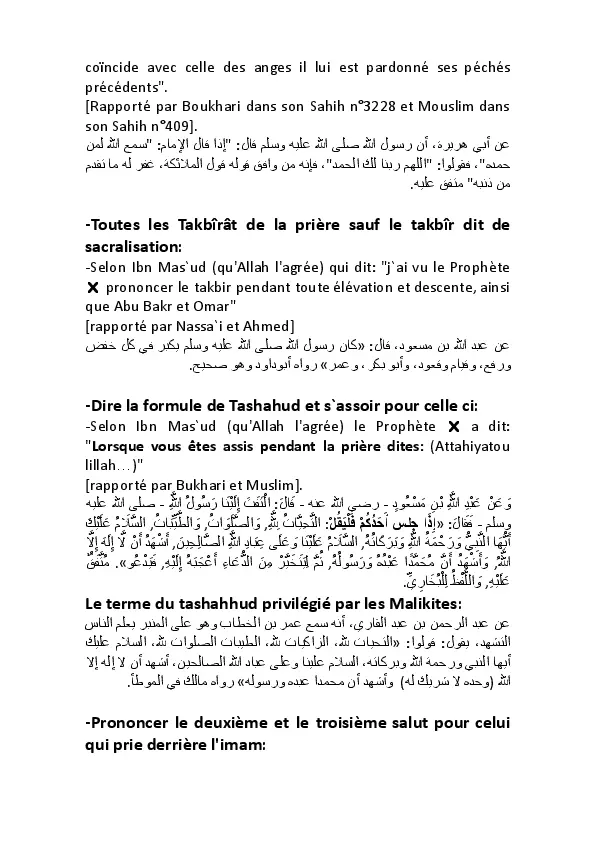 coïncide avec celle des anges il lui est pardonné ses péchés
précédents".
[Rapporté par Boukhari dans son Sahih n°3228 et Mouslim dans
son Sahih n°409].
عن أبي هريرة، أن رسول الله صلى الله عليه وسلم قال: "إذا قال الإمام: "سمع الله لمن
حمده"، فقولوا: "اللهم ربنا لك الحمد"، فإنه من وافق قوله قول الملائكة، غفر له ما تقدم
من ذنبه" متفق عليه.
-Toutes les Takbîrât de la prière sauf le takbîr dit de
sacralisation:
-Selon Ibn Mas`ud (qu'Allah l'agrée) qui dit: "j`ai vu le Prophète
✗ prononcer le takbir pendant toute élévation et descente, ainsi
que Abu Bakr et Omar"
[rapporté par Nassa`i et Ahmed]
عن عبد الله بن مسعود، قال: «كان رسول الله صلى الله عليه وسلم يكبر في كل خفض
ورفع، وقيام وقعود، وأبو بكر ، وعمر» رواه أبوداود وهو صحيح.
-Dire la formule de Tashahud et s`assoir pour celle ci:
-Selon Ibn Mas`ud (qu'Allah l'agrée) le Prophète ✗ a dit:
"Lorsque vous êtes assis pendant la prière dites: (Attahiyatou
lillah…)"
[rapporté par Bukhari et Muslim].
وَعَنْ عَبْدِ اَللَّهِ بْنِ مَسْعُودٍ - رضي الله عنه - قَالَ: اِلْتَفَتَ إِلَيْنَا رَسُولُ اَللَّهِ - صلى الله عليه
وسلم - فَقَالَ: «إِذَا جلس أَحَدُكُمْ فَلْيَقُلْ: التَّحِيَّاتُ لِلَّهِ, وَالصَّلَوَاتُ, وَالطَّيِّبَاتُ, السَّلَامُ عَلَيْكَ
أَيُّهَا النَّبِيُّ وَرَحْمَةُ اَللَّهِ وَبَرَكَاتُهُ, السَّلَامُ عَلَيْنَا وَعَلَى عِبَادِ اَللَّهِ الصَّالِحِينَ, أَشْهَدُ أَنْ لَا إِلَهَ إِلَّا
اَللَّهُ, وَأَشْهَدُ أَنَّ مُحَمَّدًا عَبْدُهُ وَرَسُولُهُ, ثُمَّ لِيَتَخَيَّرْ مِنَ الدُّعَاءِ أَعْجَبَهُ إِلَيْهِ, فَيَدْعُو». مُتَّفَقٌ
عَلَيْهِ, وَاللَّفْظُ لِلْبُخَارِيِّ.
Le terme du tashahhud privilégié par les Malikites:
عن عبد الرحمن بن عبد القاري، أنه سمع عمر بن الخطاب وهو على المنبر يعلم الناس
التشهد، يقول: قولوا: «التحيات لله، الزاكيات لله، الطيبات الصلوات لله، السلام عليك
أيها النبي ورحمة الله وبركاته، السلام علينا وعلى عباد الله الصالحين، أشهد أن لا إله إلا
الله (وحده لا شريك له) وأشهد أن محمدا عبده ورسوله» رواه مالك في الموطأ.
-Prononcer le deuxième et le troisième salut pour celui
qui prie derrière l'imam: